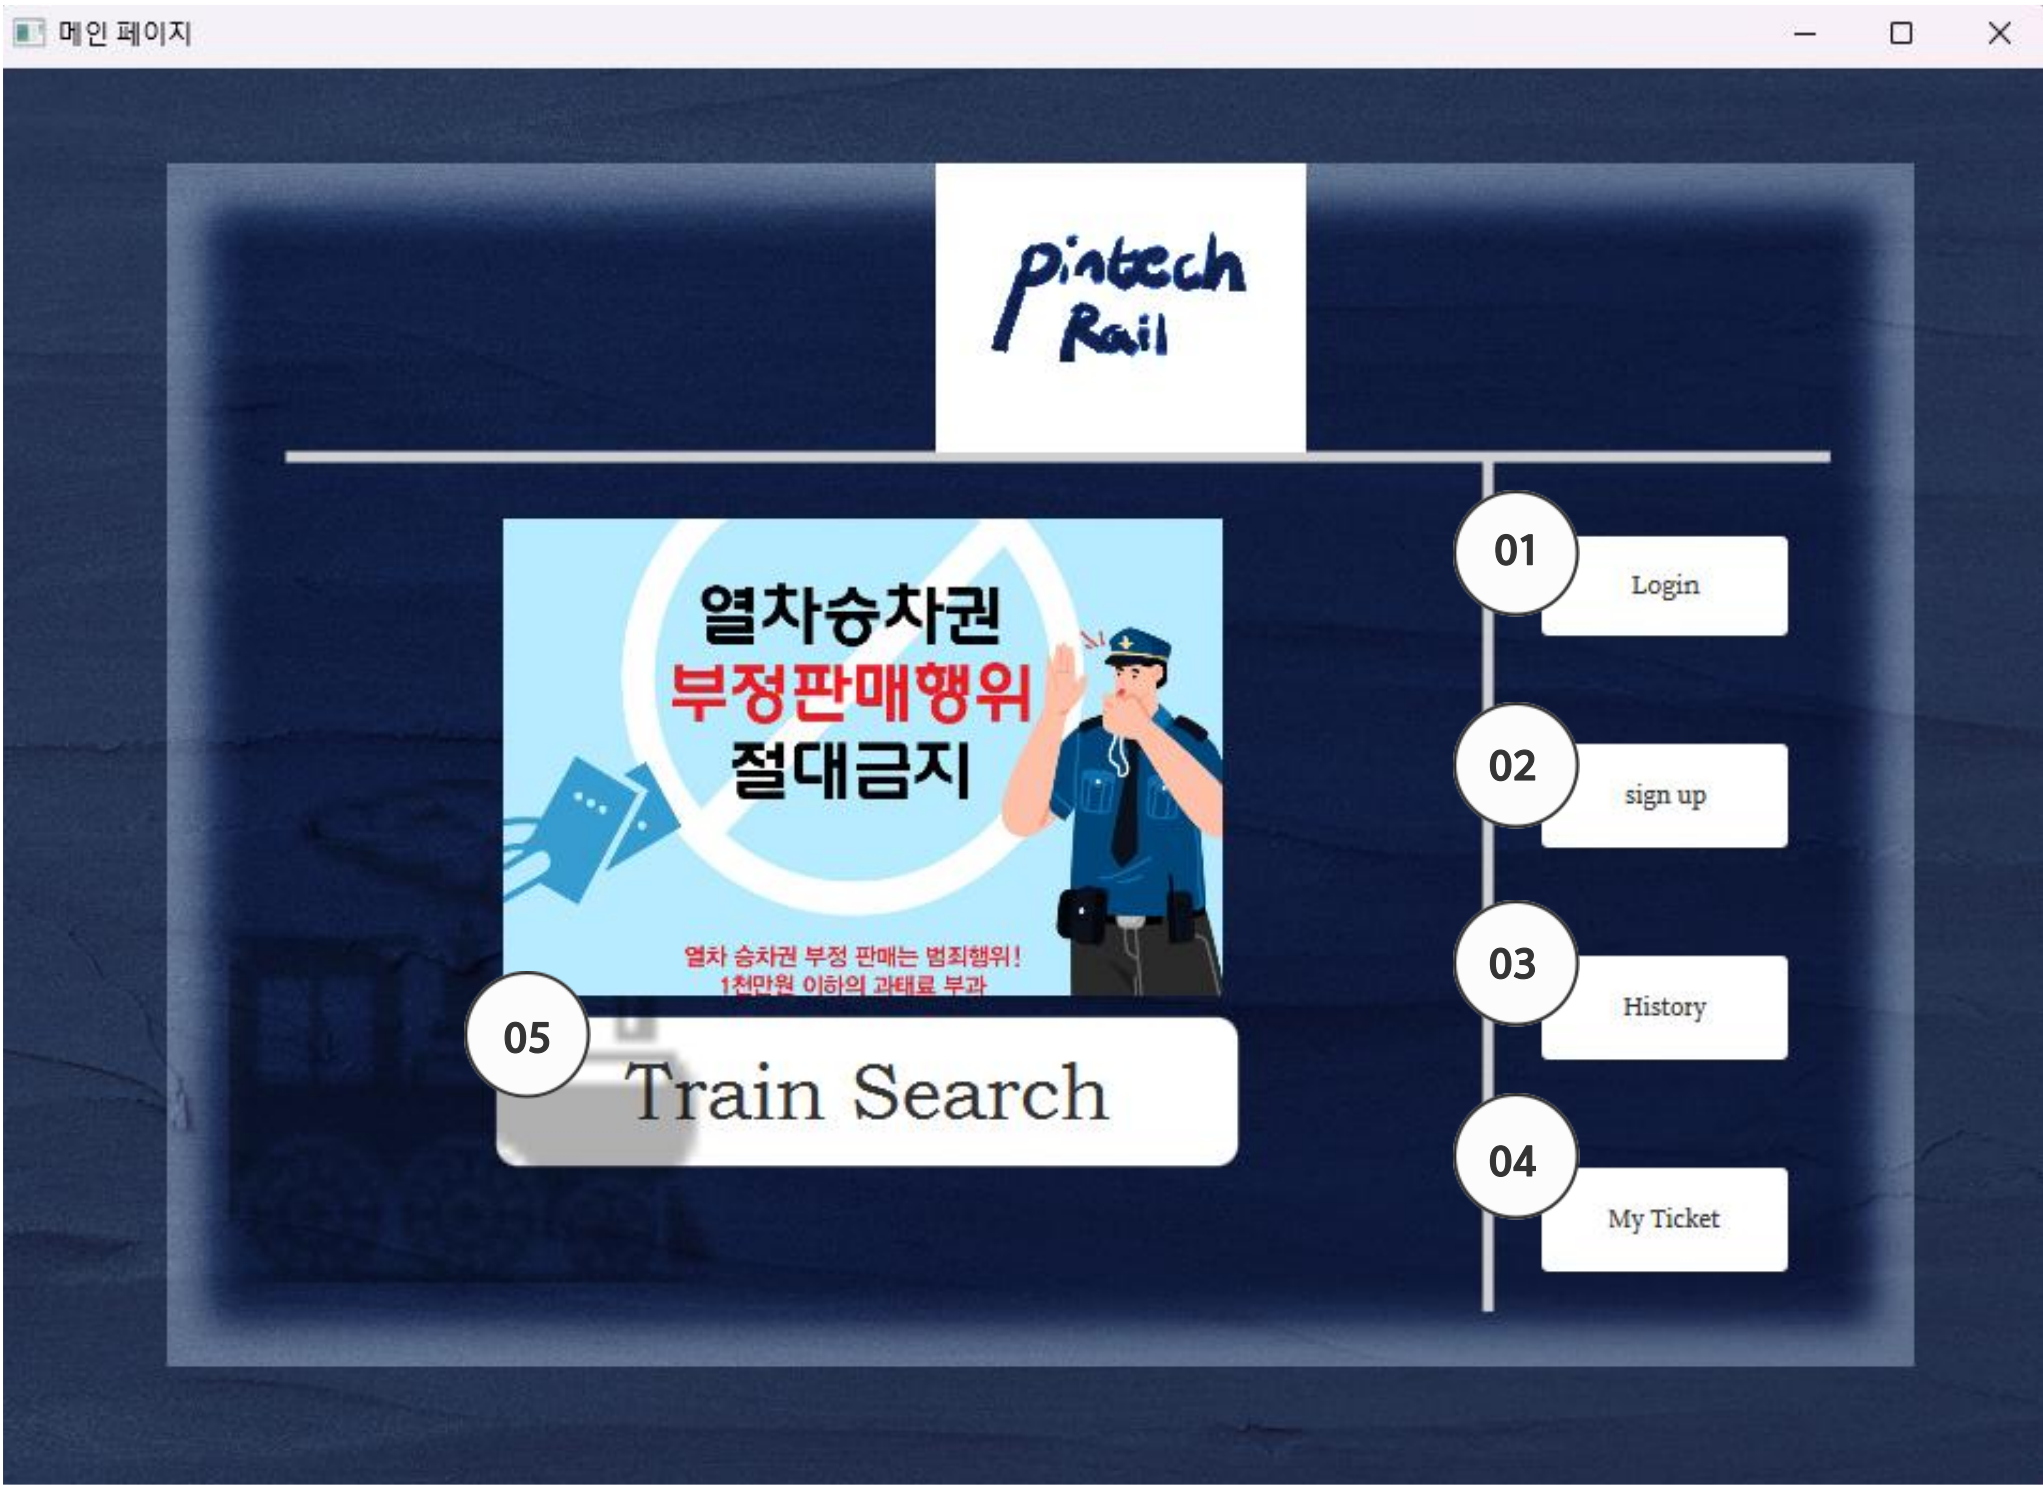 메인 페이지
pintech
Rail
열차승차권
부정판매행위
절대금지
열차 승차권 부정 판매는 범죄행위!
1천만원 이하의 과태료 부과
05
Train Search
01
Login
02
sign up
03
History
04
My Ticket